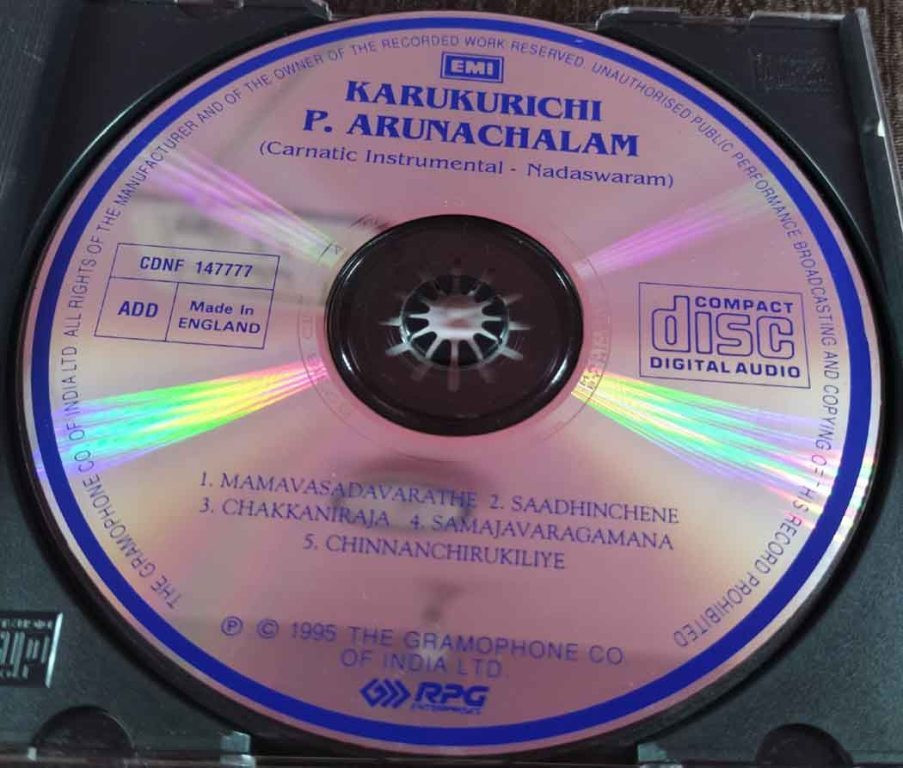 THE GRAMOPHONE CO OF INDIA LTD ALL RIGHTS OF THE MANUFACTURER AND OF THE OWNER OF THE RECORDED WORK RESERVED. UNAUTHORISED PUBLIC PERFORMANCE BROADCASTING AND COPYING OF THIS RECORD PROHIBITED
EMI
KARUKURICHI
P. ARUNACHALAM
(Carnatic Instrumental - Nadaswaram)
CDNF 147777
ADD
Made in
ENGLAND
COMPACT
disc
DIGITAL AUDIO
1. MAMAVASADAVARATHE 2. SAADHINCHENE
3. CHAKKANIRAJA 4. SAMAJAVARAGAMANA
5. CHINNANCHIRUKILIYE
℗ © 1995 THE GRAMOPHONE CO
OF INDIA LTD.
RPG
ENTERPRISES